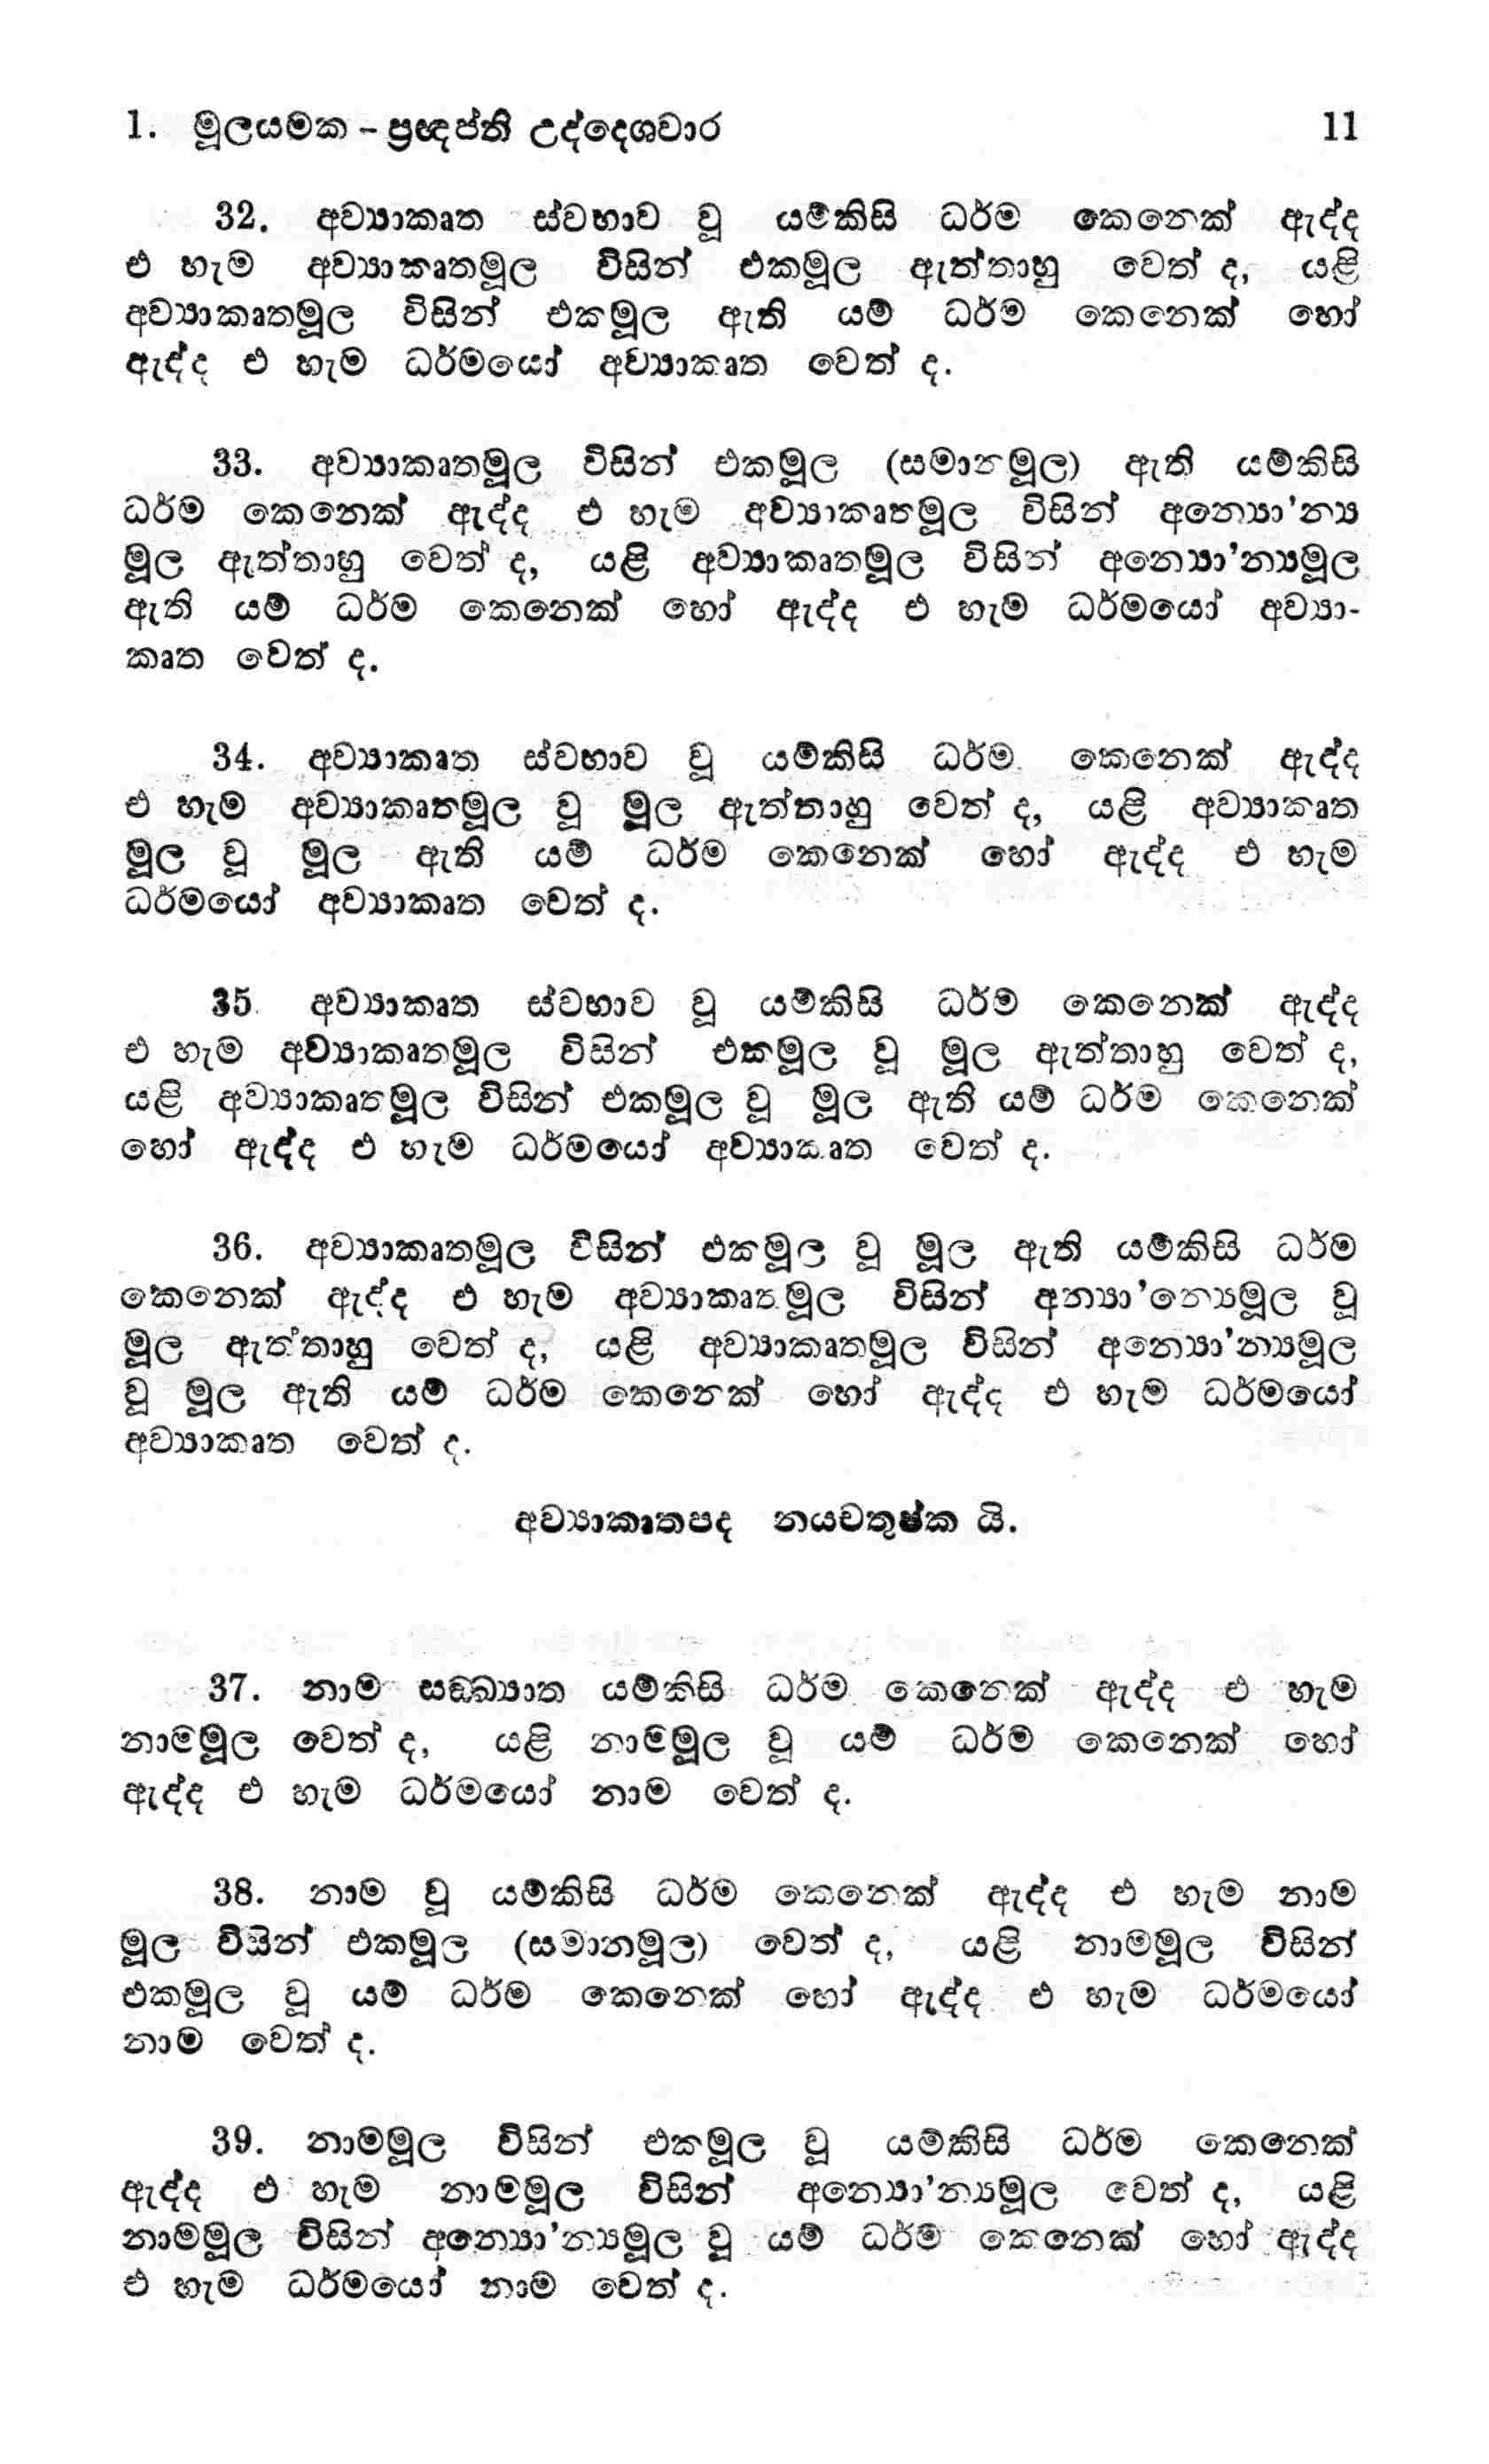 1. මූලයමක - ප්‍රඥප්ති උද්දෙශවාර 11
32. අව්‍යාකෘත ස්වභාව වූ යම්කිසි ධර්ම කෙනෙක් ඇද්ද
එ හැම අව්‍යාකෘතමූල විසින් එකමූල ඇත්තාහු වෙත් ද, යළි
අව්‍යාකෘතමූල විසින් එකමූල ඇති යම් ධර්ම කෙනෙක් හෝ
ඇද්ද එ හැම ධර්මයෝ අව්‍යාකෘත වෙත් ද.
33. අව්‍යාකෘතමූල විසින් එකමූල (සමානමූල) ඇති යම්කිසි
ධර්ම කෙනෙක් ඇද්ද එ හැම අව්‍යාකෘතමූල විසින් අන්‍යො'න්‍ය
මූල ඇත්තාහු වෙත් ද, යළි අව්‍යාකෘතමූල විසින් අන්‍යො'න්‍යමූල
ඇති යම් ධර්ම කෙනෙක් හෝ ඇද්ද එ හැම ධර්මයෝ අව්‍යා-
කෘත වෙත් ද.
34. අව්‍යාකෘත ස්වභාව වූ යම්කිසි ධර්ම කෙනෙක් ඇද්ද
එ හැම අව්‍යාකෘතමූල වූ මූල ඇත්තාහු වෙත් ද, යළි අව්‍යාකෘත
මූල වූ මූල ඇති යම් ධර්ම කෙනෙක් හෝ ඇද්ද එ හැම
ධර්මයෝ අව්‍යාකෘත වෙත් ද.
35. අව්‍යාකෘත ස්වභාව වූ යම්කිසි ධර්ම කෙනෙක් ඇද්ද
එ හැම අව්‍යාකෘතමූල විසින් එකමූල වූ මූල ඇත්තාහු වෙත් ද,
යළි අව්‍යාකෘතමූල විසින් එකමූල වූ මූල ඇති යම් ධර්ම කෙනෙක්
හෝ ඇද්ද එ හැම ධර්මයෝ අව්‍යාකෘත වෙත් ද.
36. අව්‍යාකෘතමූල විසින් එකමූල වූ මූල ඇති යම්කිසි ධර්ම
කෙනෙක් ඇද්ද එ හැම අව්‍යාකෘතමූල විසින් අන්‍යා'න්‍යෙමූල වූ
මූල ඇත්තාහු වෙත් ද, යළි අව්‍යාකෘතමූල විසින් අන්‍යො'න්‍යමූල
වූ මූල ඇති යම් ධර්ම කෙනෙක් හෝ ඇද්ද එ හැම ධර්මයෝ
අව්‍යාකෘත වෙත් ද.
අව්‍යාකෘතපද නයචතුෂ්ක යි.
37. නාම සඞ්ඛ්‍යාත යම්කිසි ධර්ම කෙනෙක් ඇද්ද එ හැම
නාමමූල වෙත් ද, යළි නාමමූල වූ යම් ධර්ම කෙනෙක් හෝ
ඇද්ද එ හැම ධර්මයෝ නාම වෙත් ද.
38. නාම වූ යම්කිසි ධර්ම කෙනෙක් ඇද්ද එ හැම නාම
මූල විසින් එකමූල (සමානමූල) වෙත් ද, යළි නාමමූල විසින්
එකමූල වූ යම් ධර්ම කෙනෙක් හෝ ඇද්ද එ හැම ධර්මයෝ
නාම වෙත් ද.
39. නාමමූල විසින් එකමූල වූ යම්කිසි ධර්ම කෙනෙක්
ඇද්ද එ හැම නාමමූල විසින් අන්‍යො'න්‍යමූල වෙත් ද, යළි
නාමමූල විසින් අන්‍යො'න්‍යමූල වූ යම් ධර්ම කෙනෙක් හෝ ඇද්ද
එ හැම ධර්මයෝ නාම වෙත් ද.